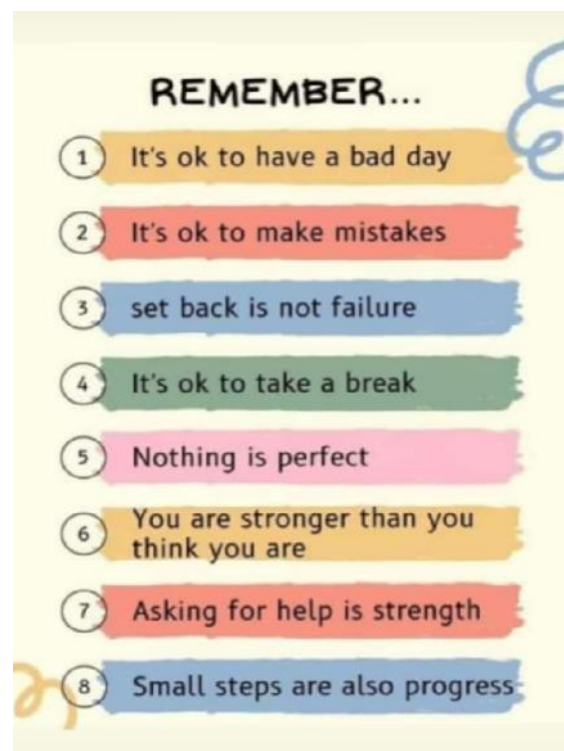 REMEMBER...
1 It's ok to have a bad day
2 It's ok to make mistakes
3 set back is not failure
4 It's ok to take a break
5 Nothing is perfect
6 You are stronger than you
think you are
7 Asking for help is strength
8 Small steps are also progress